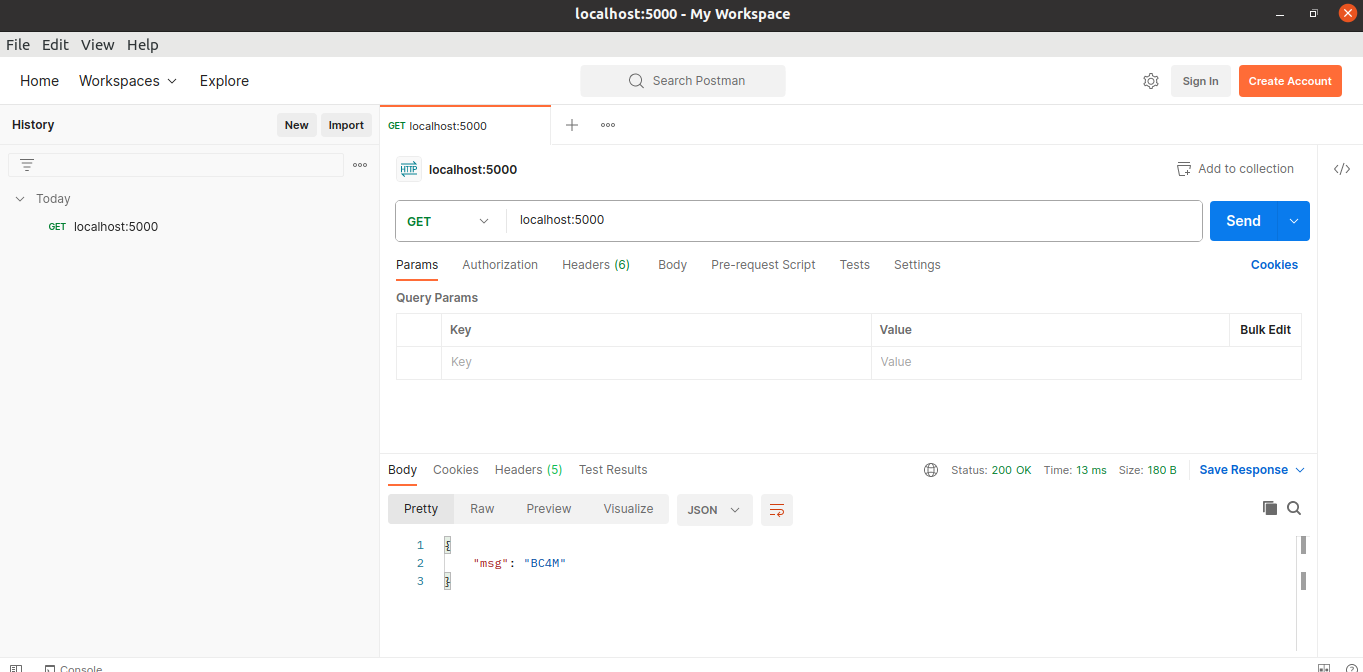 localhost:5000 - My Workspace
File Edit View Help
Home Workspaces Explore Search Postman Sign In Create Account
History New Import GET localhost:5000
localhost:5000 Add to collection
Today
GET localhost:5000
GET localhost:5000 Send
Params Authorization Headers (6) Body Pre-request Script Tests Settings Cookies
Query Params
Key Value Bulk Edit
Key Value
Body Cookies Headers (5) Test Results Status: 200 OK Time: 13 ms Size: 180 B Save Response
Pretty Raw Preview Visualize JSON
1 {
2 "msg": "BC4M"
3 }
Console